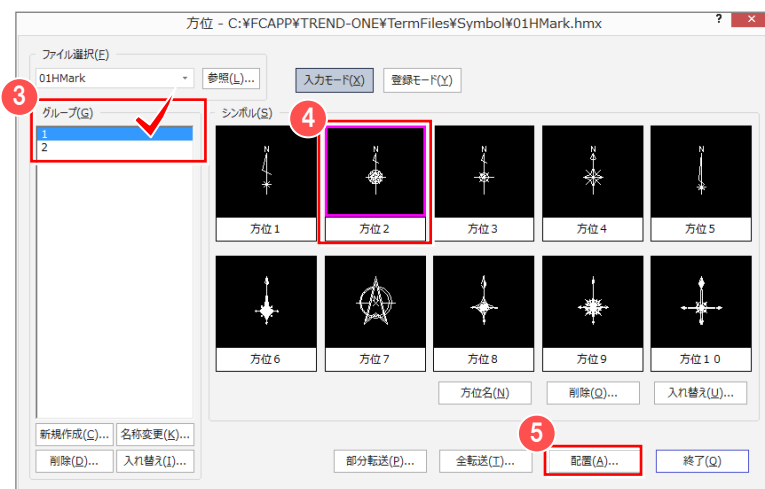 方位 - C:¥FCAPP¥TREND-ONE¥TermFiles¥Symbol¥01HMark.hmx
?
×
ファイル選択(F)
01HMark
参照(L)...
入力モード(X)
登録モード(Y)
3
グループ(G)
シンボル(S)
4
1
2
N
N
N
N
N
方位1
方位2
方位3
方位4
方位5
N
方位6
方位7
方位8
方位9
方位10
方位名(N)
削除(O)...
入れ替え(U)...
新規作成(C)...
名称変更(K)...
5
削除(D)...
入れ替え(I)...
部分転送(P)...
全転送(T)...
配置(A)...
終了(Q)